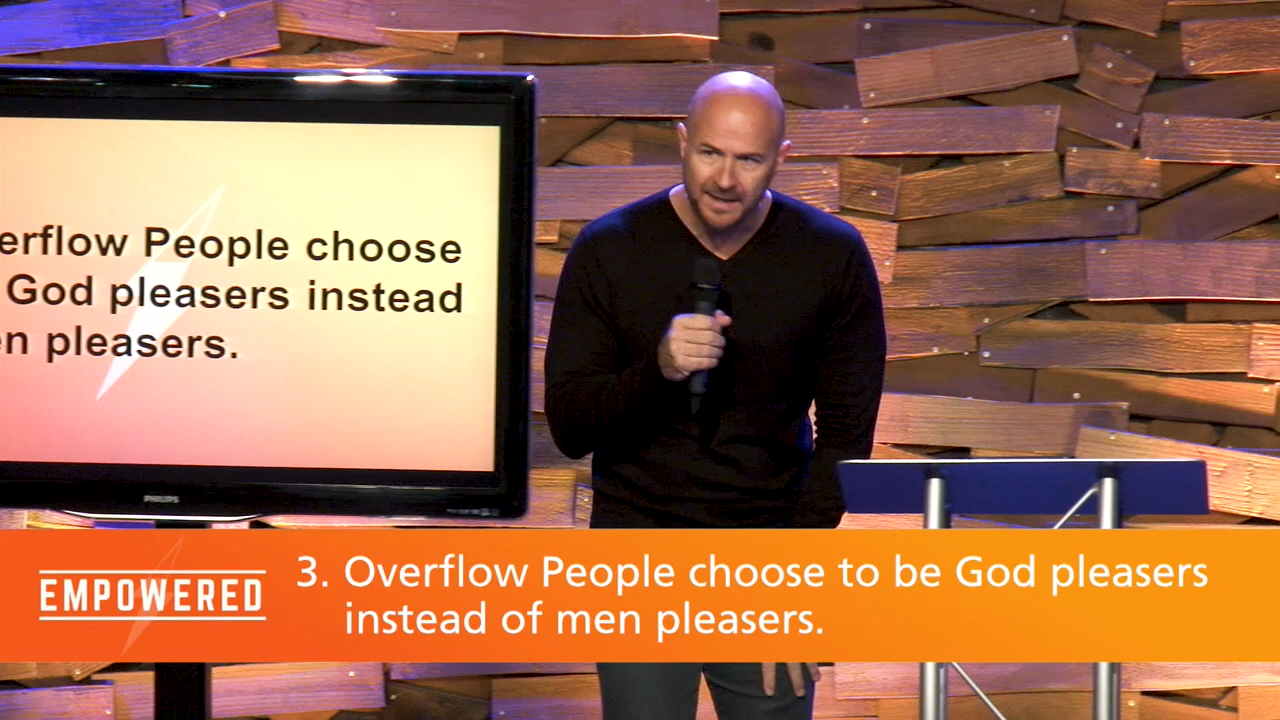 erflow People choose
God pleasers instead
en pleasers.
PHILIPS
EMPOWERED
3. Overflow People choose to be God pleasers
instead of men pleasers.